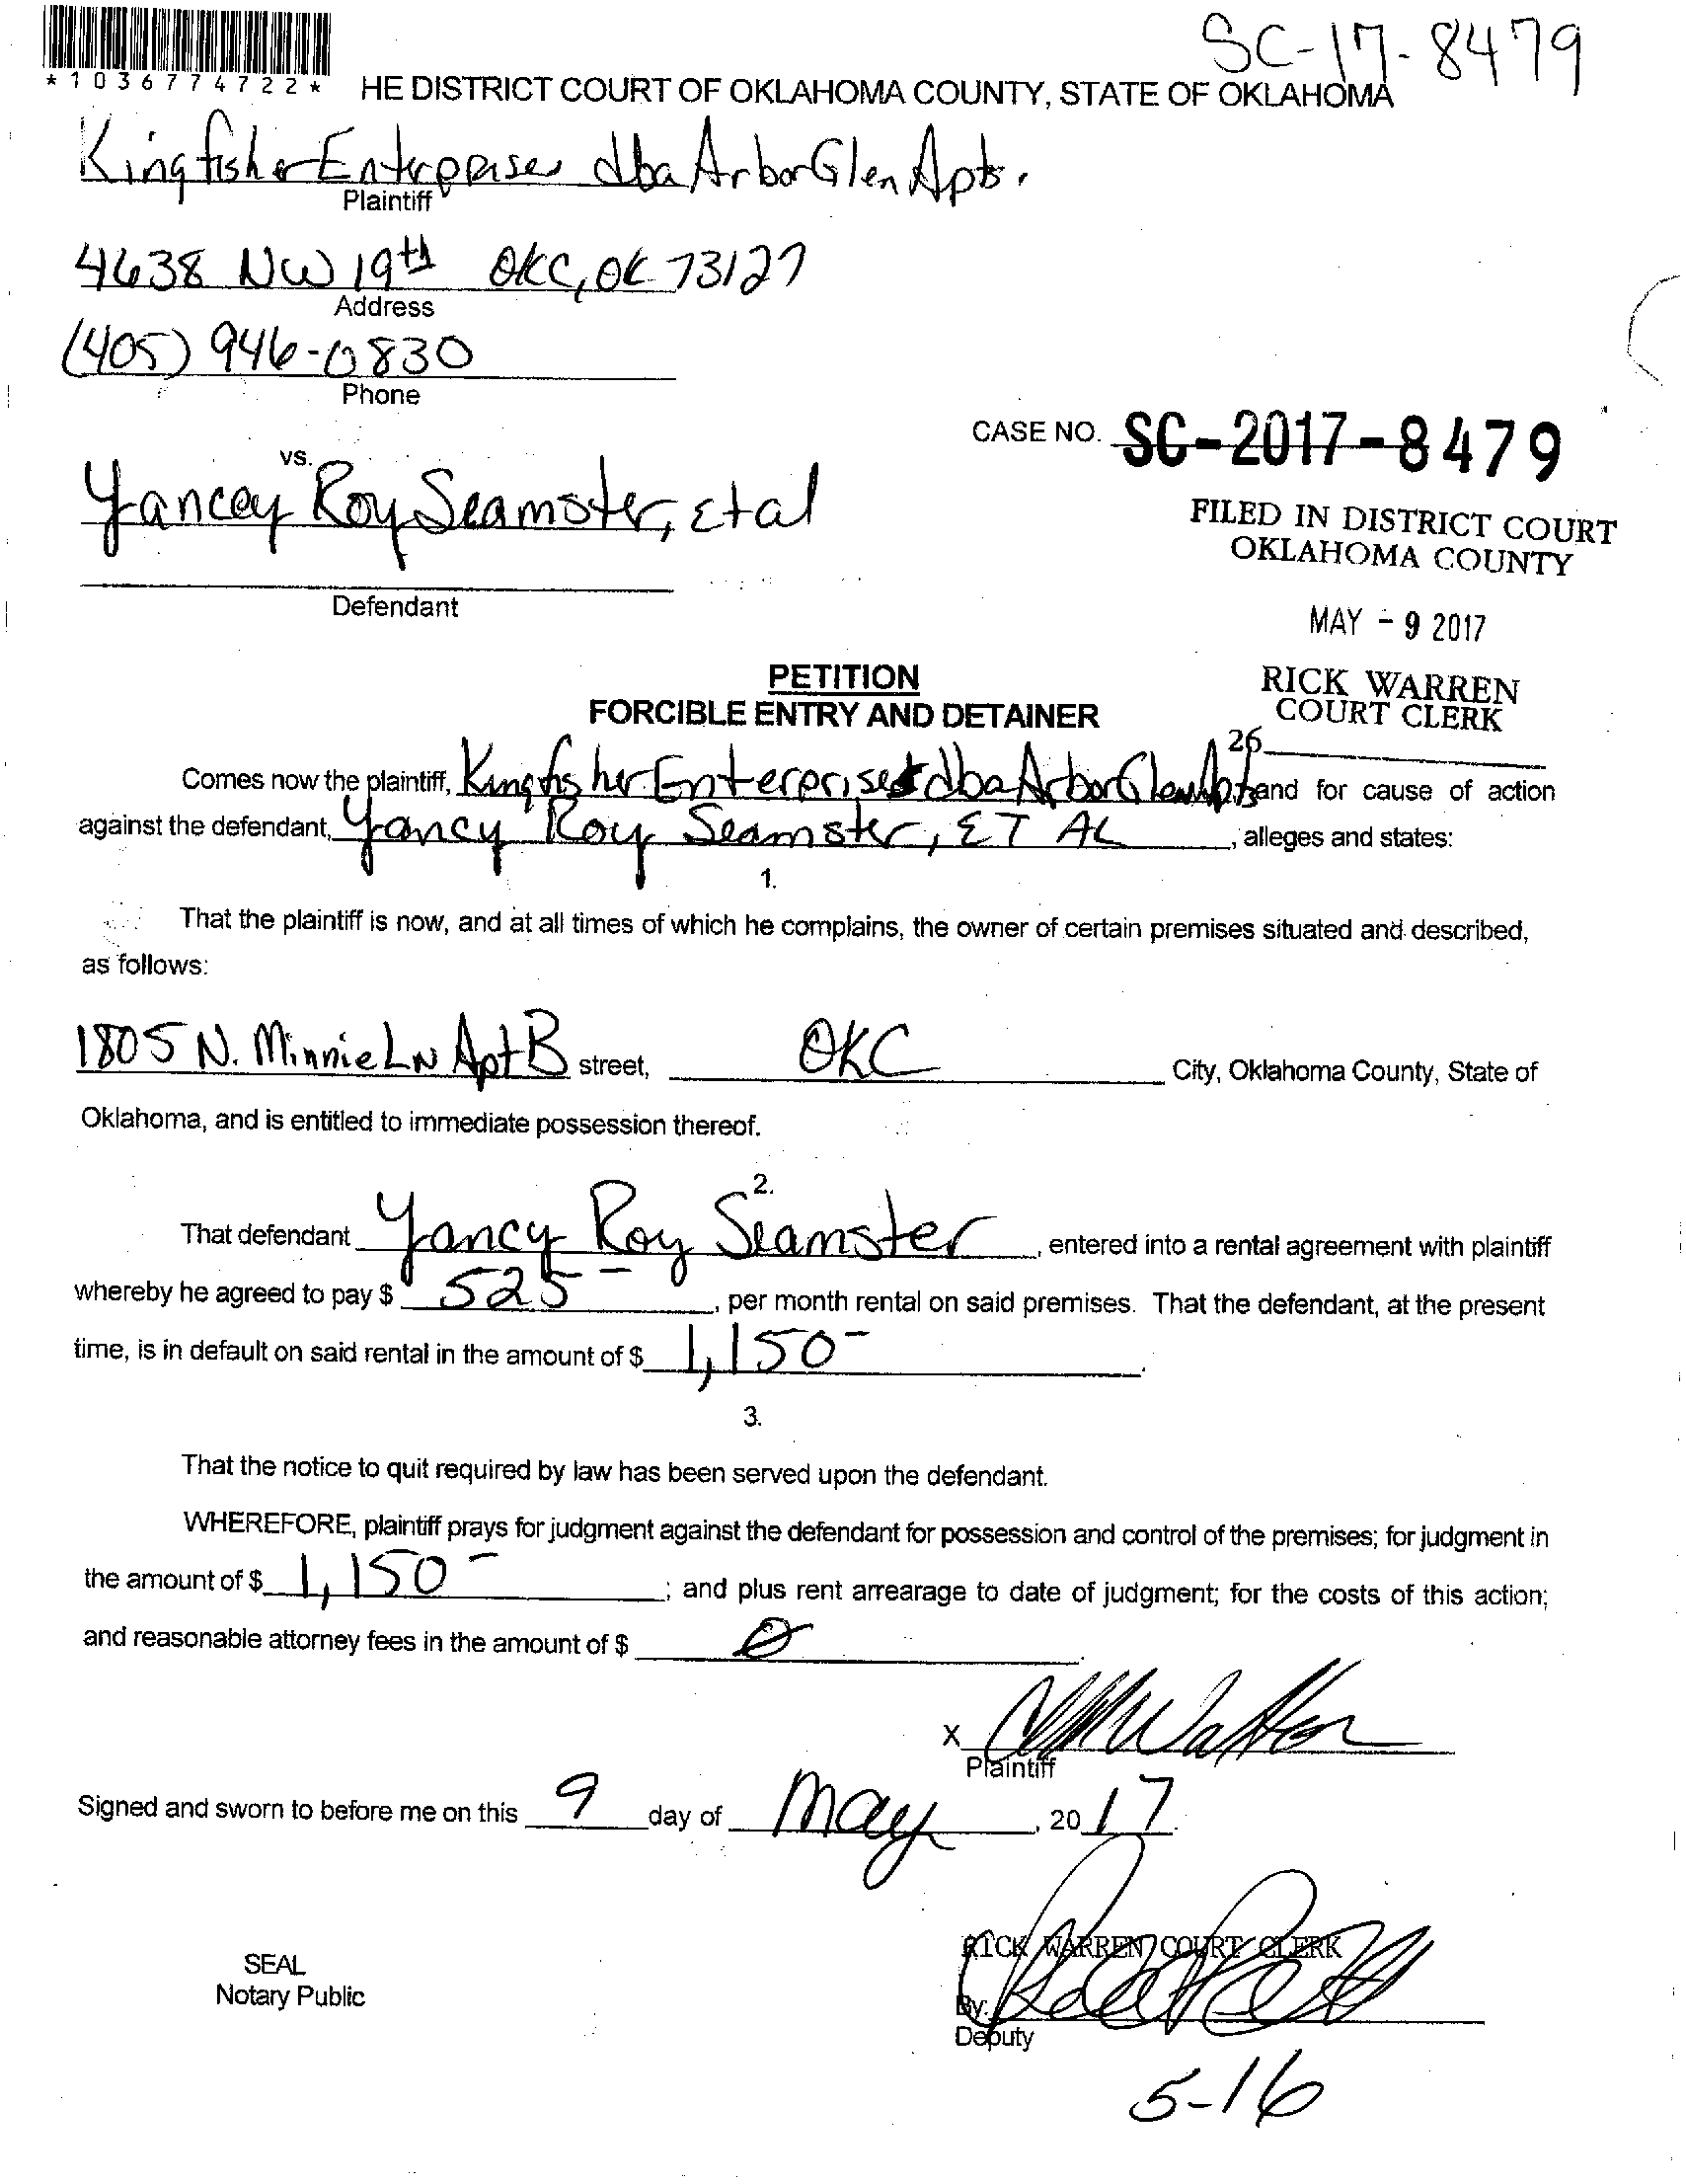 SC-17-8479
*1036774722*
HE DISTRICT COURT OF OKLAHOMA COUNTY, STATE OF OKLAHOMA
Kingfisher Enterprises dba Arbor Glen Apts.
Plaintiff
4638 NW 19th OKC, OK 73127
Address
(405) 946-0830
Phone
CASE NO. SC-2017-8479
vs.
Yancey Roy Seamster, Etal
FILED IN DISTRICT COURT
OKLAHOMA COUNTY
Defendant
MAY - 9 2017
PETITION
FORCIBLE ENTRY AND DETAINER
RICK WARREN
COURT CLERK
26
Comes now the plaintiff, Kingfisher Enterprises dba Arbor Glen Apts and for cause of action
against the defendant, Yancy Roy Seamster, ET AL, alleges and states:
1.
That the plaintiff is now, and at all times of which he complains, the owner of certain premises situated and described,
as follows:
1805 N. Minnie LN Apt B street, OKC City, Oklahoma County, State of
Oklahoma, and is entitled to immediate possession thereof.
2.
That defendant Yancy Roy Seamster, entered into a rental agreement with plaintiff
whereby he agreed to pay $ 525-, per month rental on said premises. That the defendant, at the present
time, is in default on said rental in the amount of $ 1,150-.
3.
That the notice to quit required by law has been served upon the defendant.
WHEREFORE, plaintiff prays for judgment against the defendant for possession and control of the premises; for judgment in
the amount of $ 1,150-; and plus rent arrearage to date of judgment; for the costs of this action;
and reasonable attorney fees in the amount of $ 0.
X
Plaintiff
Signed and sworn to before me on this 9 day of May, 2017.
RICK WARREN, COURT CLERK
SEAL
Notary Public
By:
Deputy
5-16